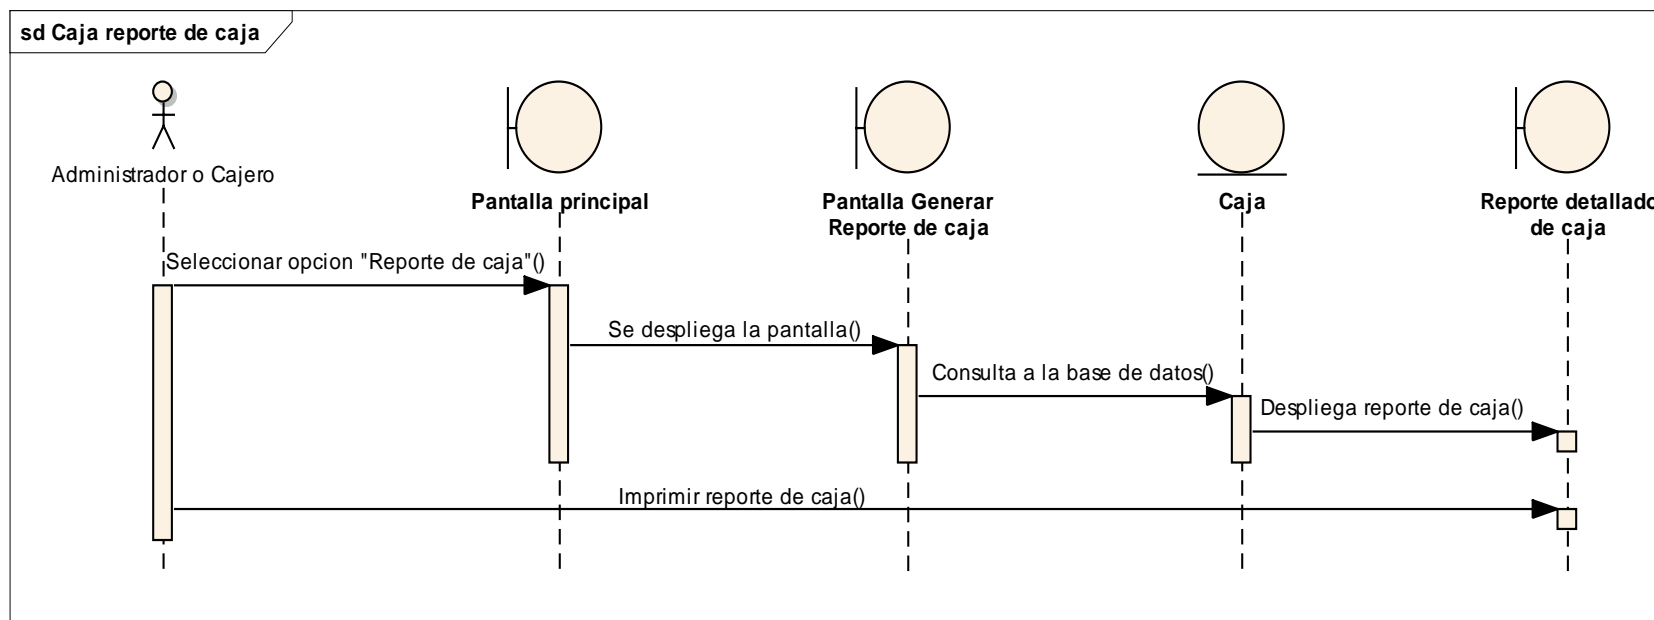 sd Caja reporte de caja
Administrador o Cajero
Pantalla principal
Pantalla Generar
Reporte de caja
Caja
Reporte detallado
de caja
Seleccionar opcion "Reporte de caja"()
Se despliega la pantalla()
Consulta a la base de datos()
Despliega reporte de caja()
Imprimir reporte de caja()